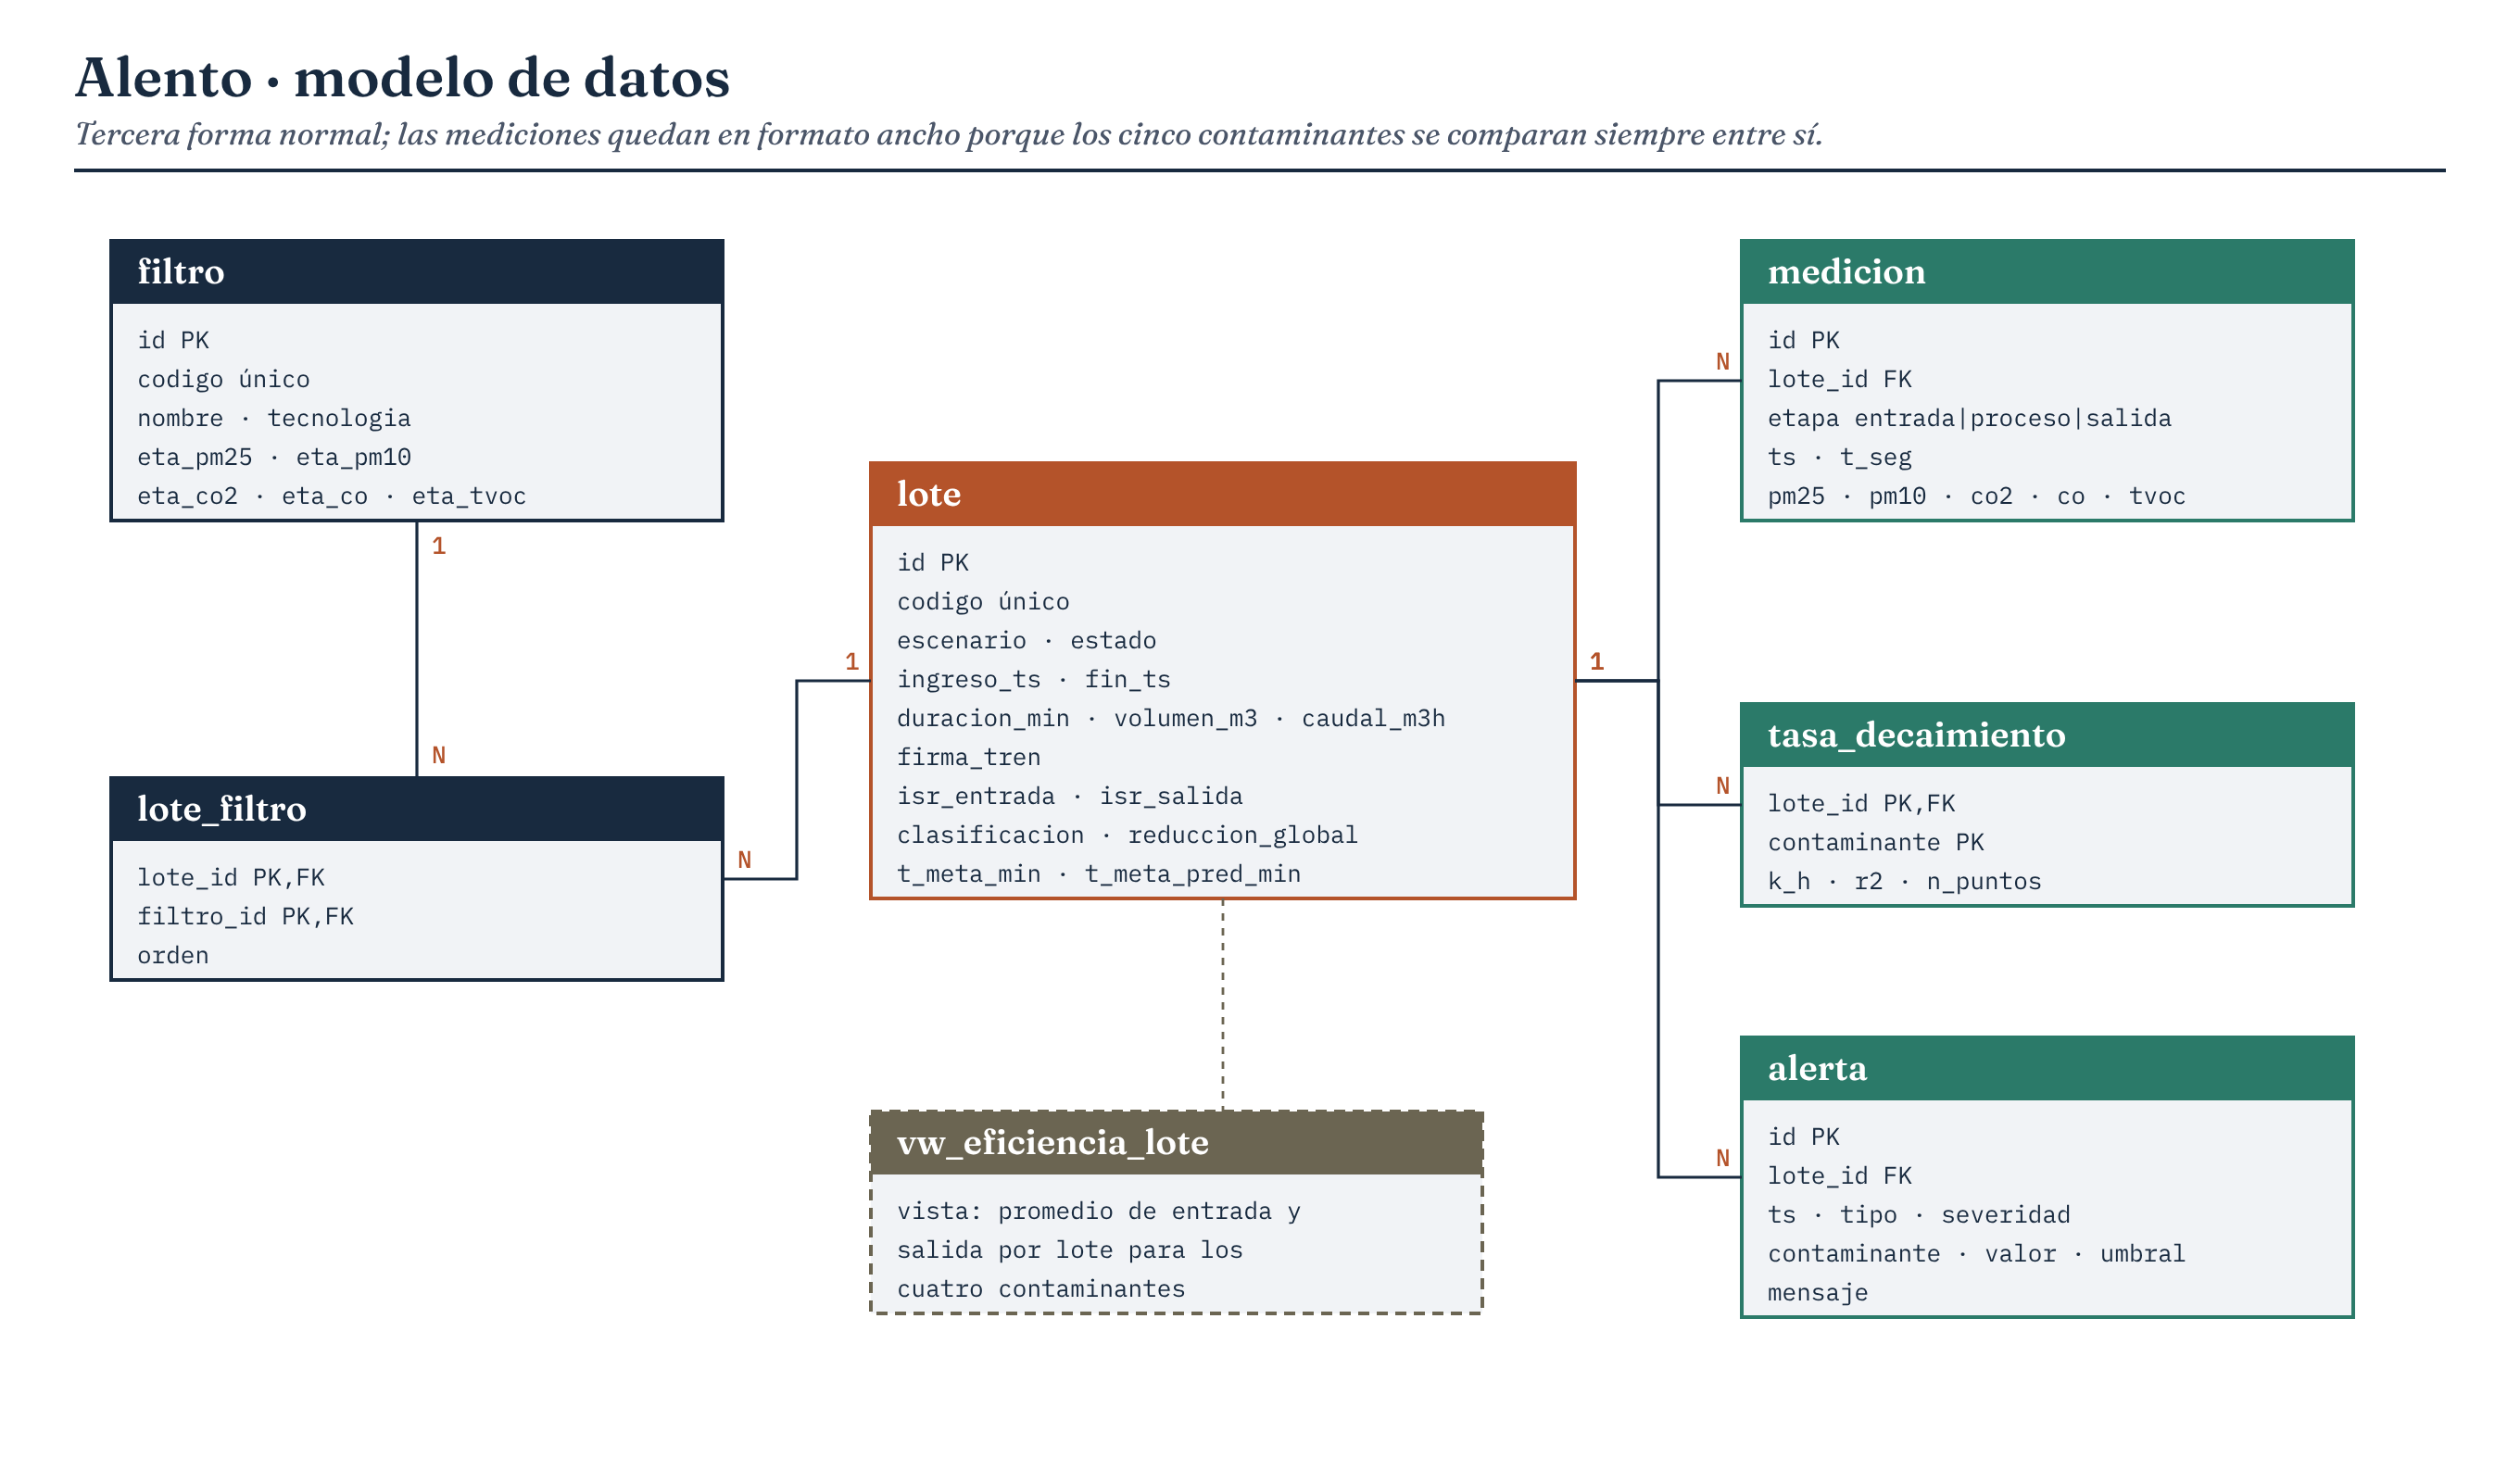 Alento · modelo de datos
Tercera forma normal; las mediciones quedan en formato ancho porque los cinco contaminantes se comparan siempre entre sí.
filtro
id PK
codigo único
nombre · tecnologia
eta_pm25 · eta_pm10
eta_co2 · eta_co · eta_tvoc
1
N
lote_filtro
lote_id PK,FK
filtro_id PK,FK
orden
N
1
lote
id PK
codigo único
escenario · estado
ingreso_ts · fin_ts
duracion_min · volumen_m3 · caudal_m3h
firma_tren
isr_entrada · isr_salida
clasificacion · reduccion_global
t_meta_min · t_meta_pred_min
1
vw_eficiencia_lote
vista: promedio de entrada y
salida por lote para los
cuatro contaminantes
N
medicion
id PK
lote_id FK
etapa entrada|proceso|salida
ts · t_seg
pm25 · pm10 · co2 · co · tvoc
N
tasa_decaimiento
lote_id PK,FK
contaminante PK
k_h · r2 · n_puntos
N
alerta
id PK
lote_id FK
ts · tipo · severidad
contaminante · valor · umbral
mensaje